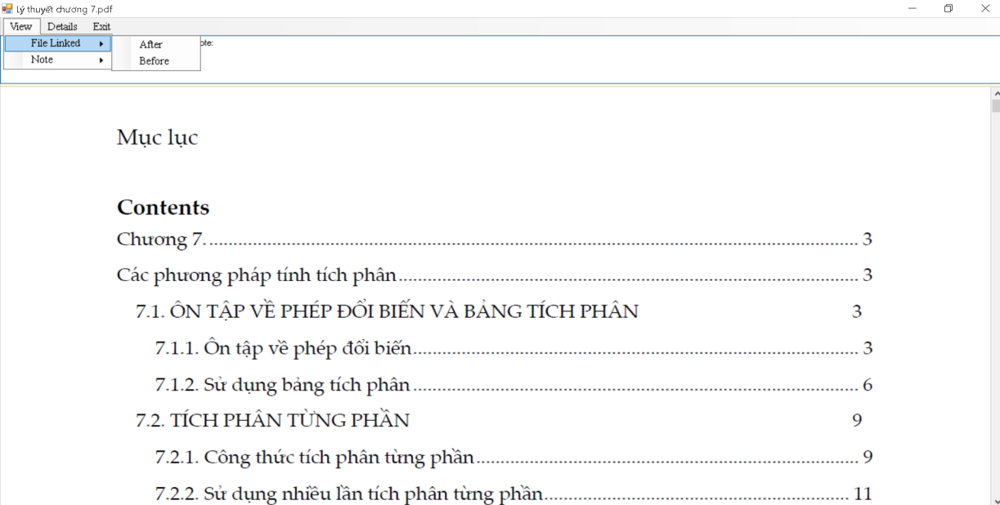 Lý thuyết chương 7.pdf
View Details Exit
File Linked
Note
After
Before
Mục lục
Contents
Chương 7. 3
Các phương pháp tính tích phân 3
7.1. ÔN TẬP VỀ PHÉP ĐỔI BIẾN VÀ BẢNG TÍCH PHÂN 3
7.1.1. Ôn tập về phép đổi biến 3
7.1.2. Sử dụng bảng tích phân 6
7.2. TÍCH PHÂN TỪNG PHẦN 9
7.2.1. Công thức tích phân từng phần 9
7.2.2. Sử dụng nhiều lần tích phân từng phần 11